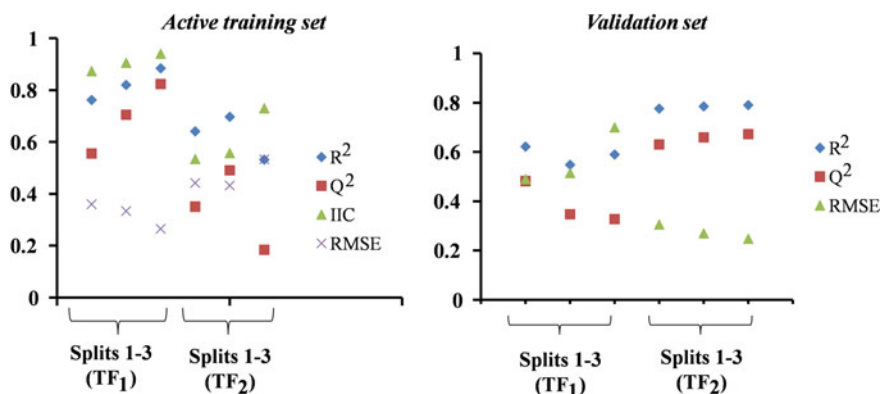 Active training set
1
0.8
0.6
0.4
0.2
0
R²
Q²
IIC
RMSE
Splits 1-3
(TF₁)
Splits 1-3
(TF₂)
Validation set
1
0.8
0.6
0.4
0.2
0
R²
Q²
RMSE
Splits 1-3
(TF₁)
Splits 1-3
(TF₂)